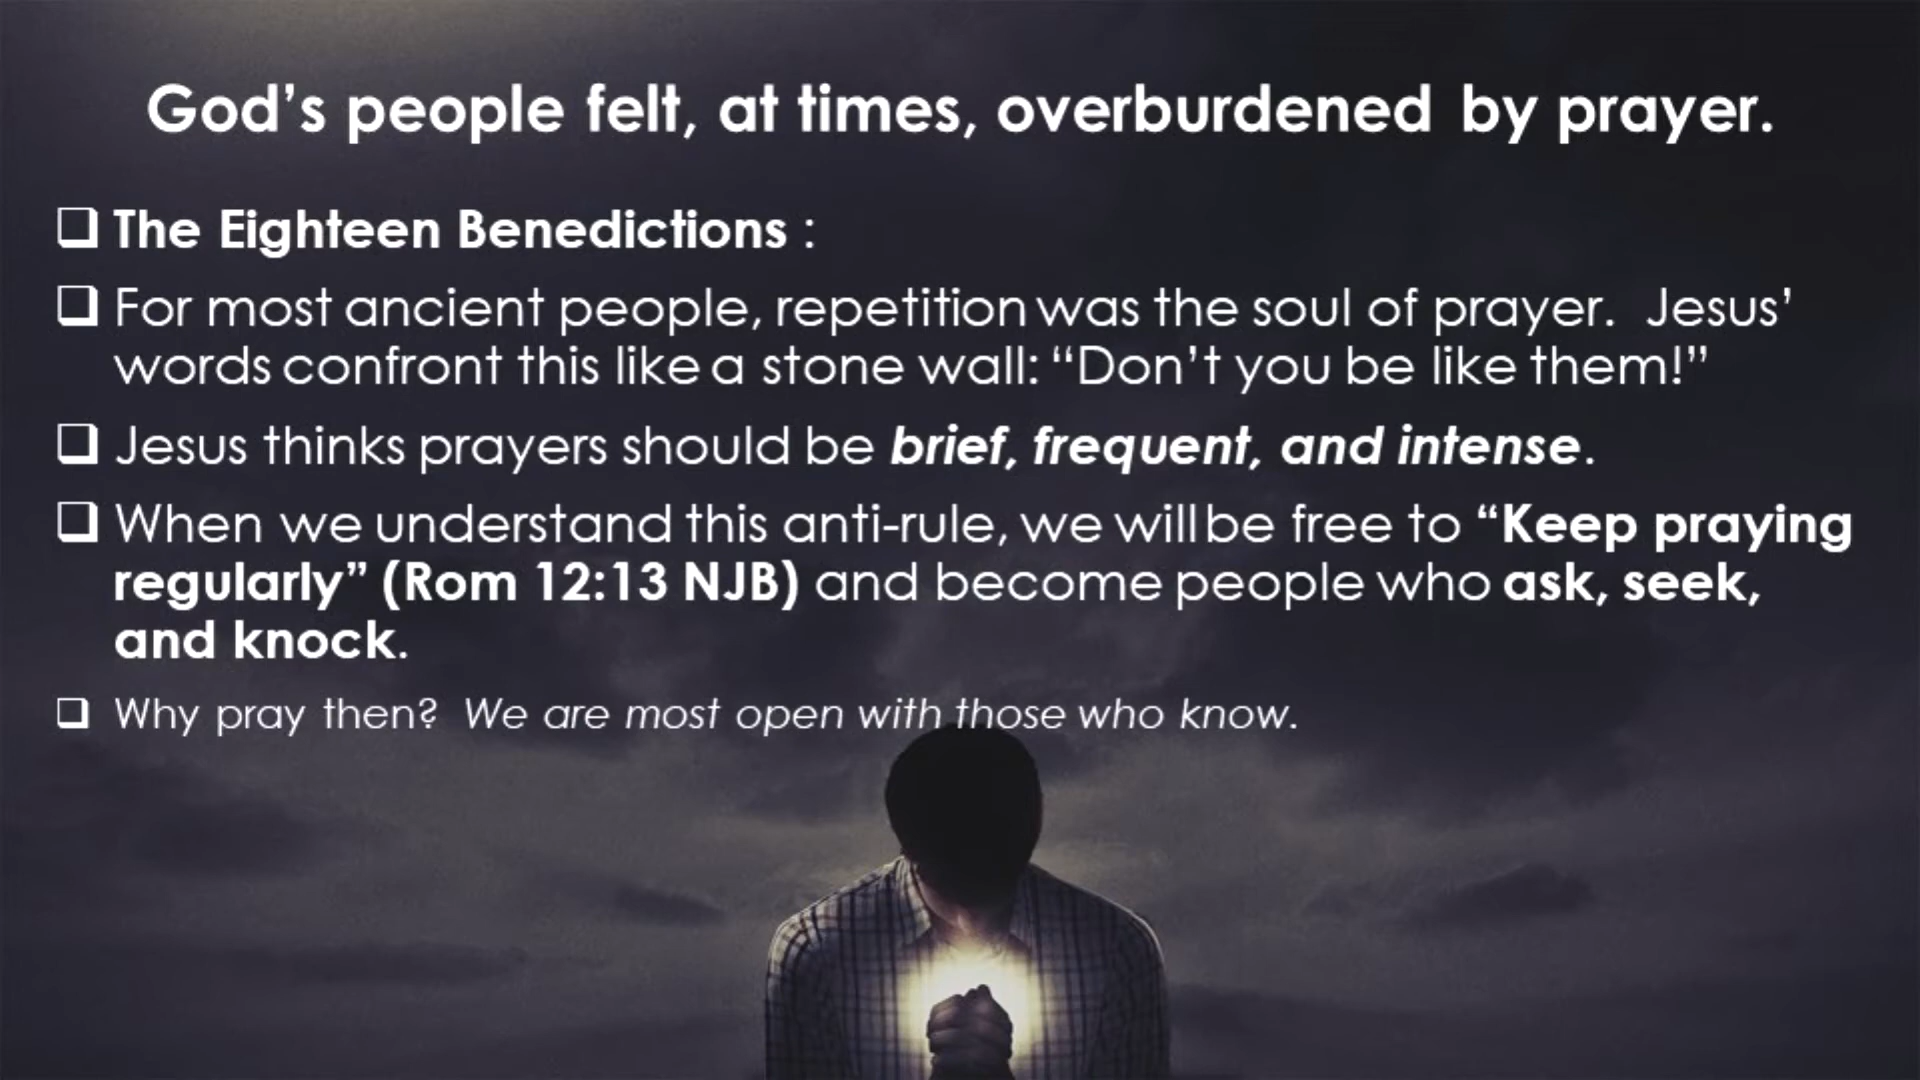 God’s people felt, at times, overburdened by prayer.
❑ The Eighteen Benedictions :
❑ For most ancient people, repetition was the soul of prayer. Jesus’
words confront this like a stone wall: “Don’t you be like them!”
❑ Jesus thinks prayers should be brief, frequent, and intense.
❑ When we understand this anti-rule, we will be free to “Keep praying
regularly” (Rom 12:13 NJB) and become people who ask, seek,
and knock.
❑ Why pray then? We are most open with those who know.